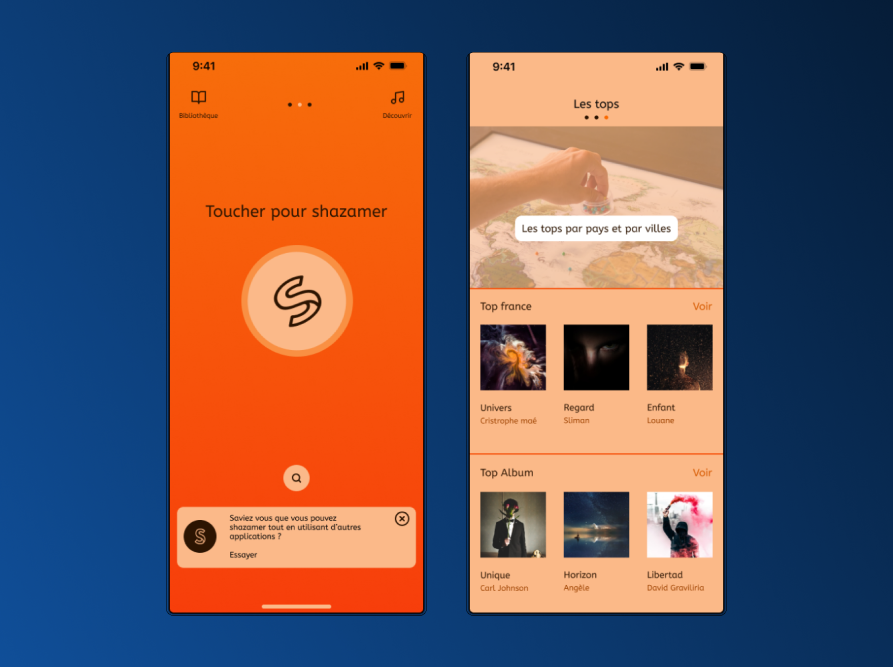 9:41
Bibliothèque
Découvrir
Toucher pour shazamer
Saviez vous que vous pouvez
shazamer tout en utilisant d'autres
applications ?
Essayer
9:41
Les tops
Les tops par pays et par villes
Top france
Voir
Univers
Regard
Enfant
Cristrophe maé
Sliman
Louane
Top Album
Voir
Unique
Horizon
Libertad
Carl Johnson
Angèle
David Graviliria